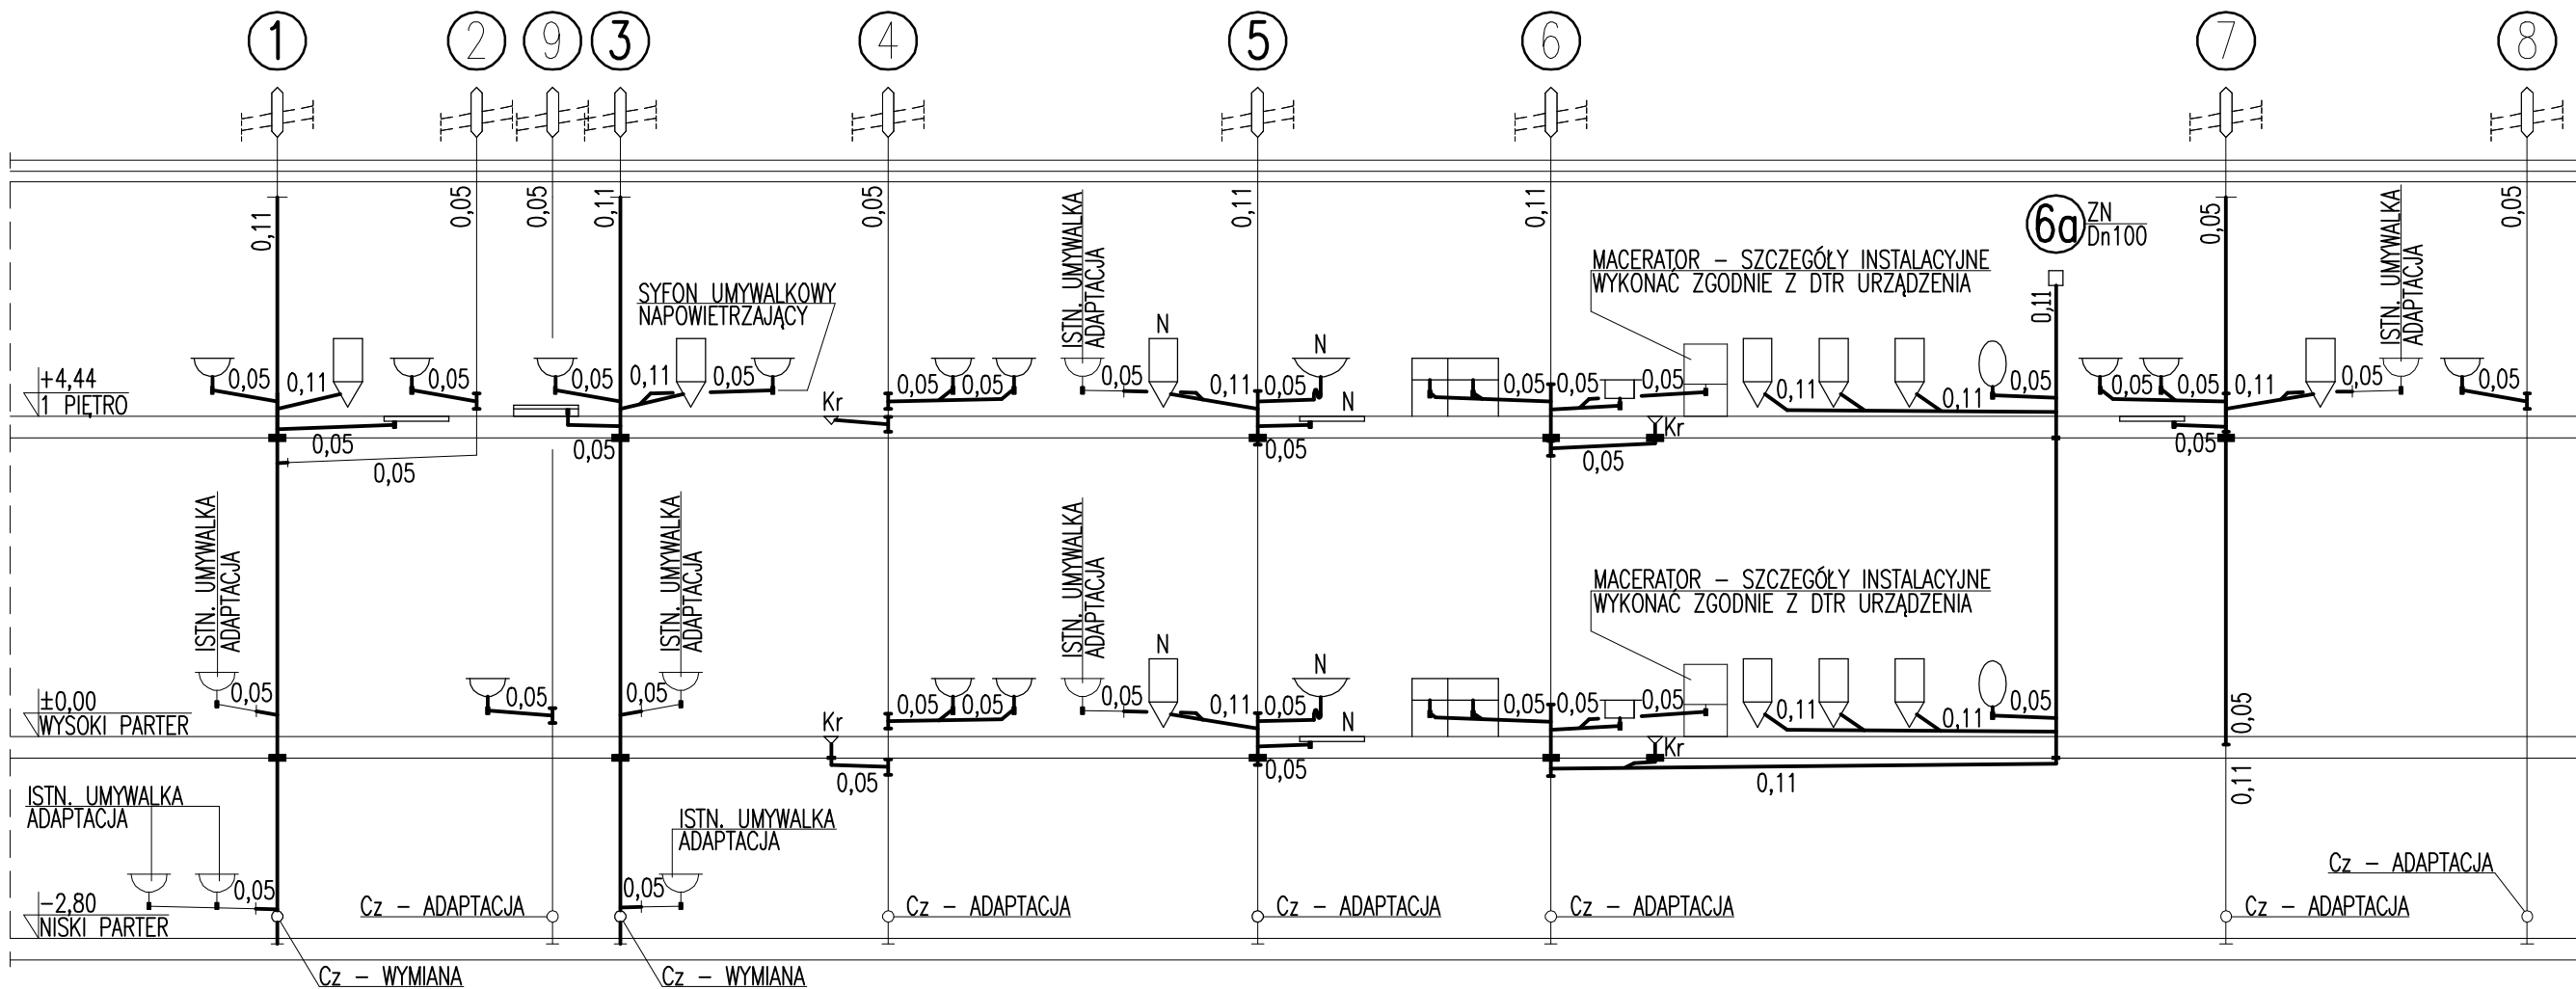 1 2 9 3 4 5 6 7 8
0,11 0,05 0,05 0,11 0,05 0,11 0,11 0,05 0,05
6a ZN
Dn100
0,11
ISTN. UMYWALKA
ADAPTACJA
ISTN. UMYWALKA
ADAPTACJA
SYFON UMYWALKOWY
NAPOWIETRZAJĄCY
MACERATOR – SZCZEGÓŁY INSTALACYJNE
WYKONAĆ ZGODNIE Z DTR URZĄDZENIA
N N
+4,44
1 PIĘTRO
0,05 0,11 0,05 0,05 0,11 0,05 0,05 0,05 0,05 0,11 0,05 0,05 0,05 0,05 0,11 0,11 0,05 0,05 0,05 0,11 0,05 0,05
Kr N Kr
0,05 0,05 0,05 0,05 0,05
0,05 0,05
ISTN. UMYWALKA
ADAPTACJA
ISTN. UMYWALKA
ADAPTACJA
ISTN. UMYWALKA
ADAPTACJA
MACERATOR – SZCZEGÓŁY INSTALACYJNE
WYKONAĆ ZGODNIE Z DTR URZĄDZENIA
N N
±0,00
WYSOKI PARTER
0,05 0,05 0,05 0,05 0,05 0,05 0,11 0,05 0,05 0,05 0,05 0,11 0,11 0,05 0,05
Kr N Kr
0,05 0,05 0,11 0,11
ISTN. UMYWALKA
ADAPTACJA
ISTN. UMYWALKA
ADAPTACJA
Cz – ADAPTACJA
0,05 0,05
–2,80
NISKI PARTER
Cz – ADAPTACJA Cz – ADAPTACJA Cz – ADAPTACJA Cz – ADAPTACJA Cz – ADAPTACJA
Cz – WYMIANA Cz – WYMIANA